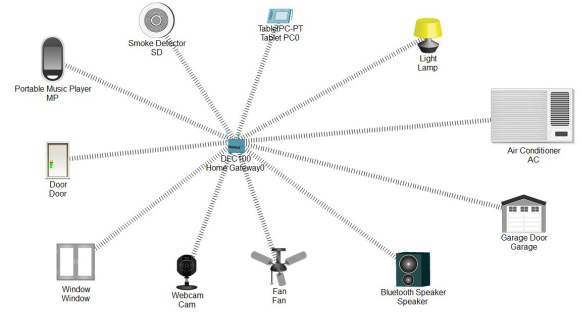 Smoke Detector
SD
TabletPC-PT
Tablet PC0
Light
Lamp
Portable Music Player
MP
Air Conditioner
AC
DEC100
Home Gateway0
Door
Door
Garage Door
Garage
Window
Window
Webcam
Cam
Fan
Fan
Bluetooth Speaker
Speaker